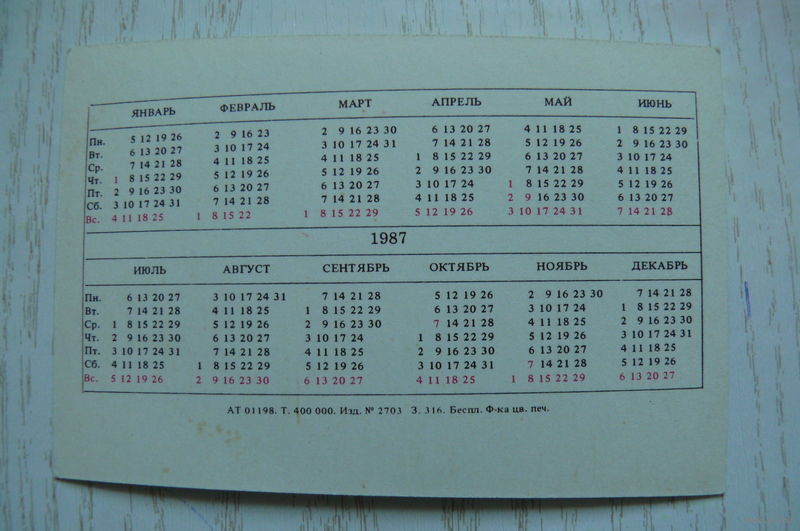 ЯНВАРЬ ФЕВРАЛЬ МАРТ АПРЕЛЬ МАЙ ИЮНЬ
Пн. 5 12 19 26 2 9 16 23 2 9 16 23 30 6 13 20 27 4 11 18 25 1 8 15 22 29
Вт. 6 13 20 27 3 10 17 24 3 10 17 24 31 7 14 21 28 5 12 19 26 2 9 16 23 30
Ср. 7 14 21 28 4 11 18 25 4 11 18 25 1 8 15 22 29 6 13 20 27 3 10 17 24
Чт. 1 8 15 22 29 5 12 19 26 5 12 19 26 2 9 16 23 30 7 14 21 28 4 11 18 25
Пт. 2 9 16 23 30 6 13 20 27 6 13 20 27 3 10 17 24 1 8 15 22 29 5 12 19 26
Сб. 3 10 17 24 31 7 14 21 28 7 14 21 28 4 11 18 25 2 9 16 23 30 6 13 20 27
Вс. 4 11 18 25 1 8 15 22 1 8 15 22 29 5 12 19 26 3 10 17 24 31 7 14 21 28
1987
ИЮЛЬ АВГУСТ СЕНТЯБРЬ ОКТЯБРЬ НОЯБРЬ ДЕКАБРЬ
Пн. 6 13 20 27 3 10 17 24 31 7 14 21 28 5 12 19 26 2 9 16 23 30 7 14 21 28
Вт. 7 14 21 28 4 11 18 25 1 8 15 22 29 6 13 20 27 3 10 17 24 1 8 15 22 29
Ср. 1 8 15 22 29 5 12 19 26 2 9 16 23 30 7 14 21 28 4 11 18 25 2 9 16 23 30
Чт. 2 9 16 23 30 6 13 20 27 3 10 17 24 1 8 15 22 29 5 12 19 26 3 10 17 24 31
Пт. 3 10 17 24 31 7 14 21 28 4 11 18 25 2 9 16 23 30 6 13 20 27 4 11 18 25
Сб. 4 11 18 25 1 8 15 22 29 5 12 19 26 3 10 17 24 31 7 14 21 28 5 12 19 26
Вс. 5 12 19 26 2 9 16 23 30 6 13 20 27 4 11 18 25 1 8 15 22 29 6 13 20 27
АТ 01198. Т. 400 000. Изд. № 2703 З. 316. Беспл. Ф-ка цв. печ.